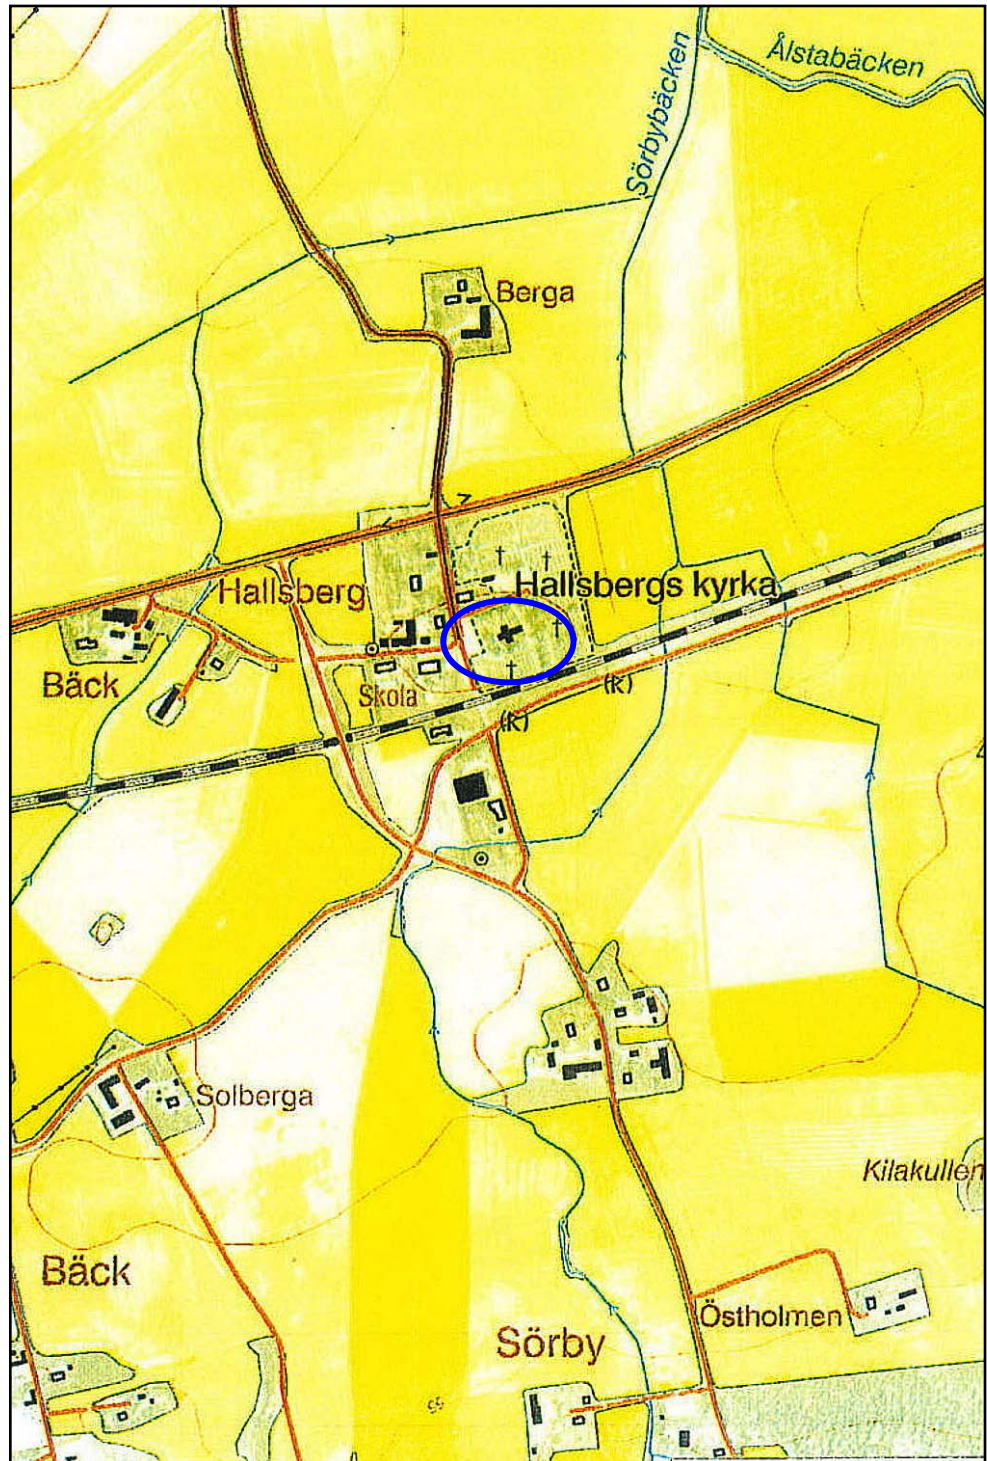 Ålstabäcken
Sörbybäcken
Berga
Hallsberg
Hallsbergs kyrka
Bäck
Skola
(k)
(k)
Solberga
Kilakullen
Bäck
Östholmen
Sörby